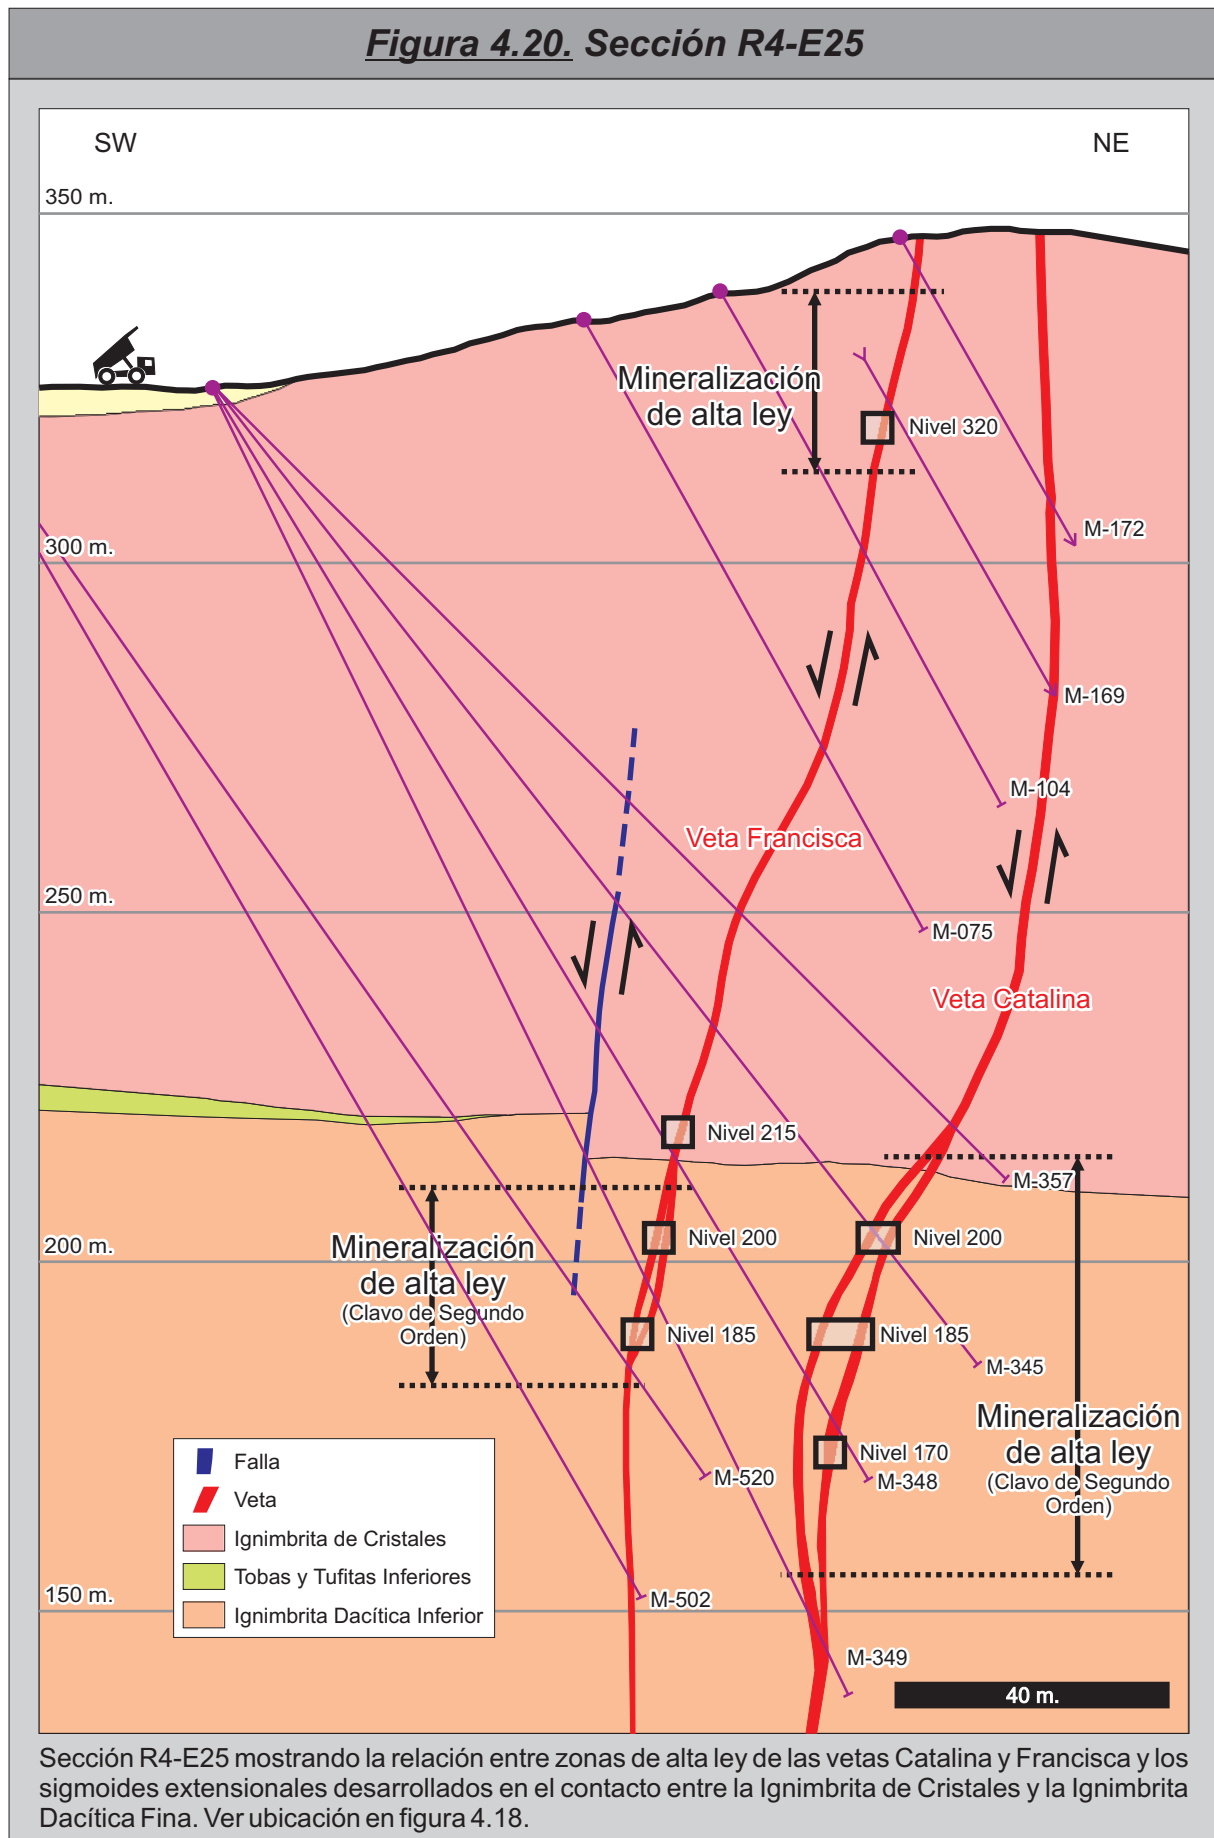 Figura 4.20. Sección R4-E25
SW
NE
350 m.
Mineralización
de alta ley
Nivel 320
M-172
300 m.
M-169
M-104
Veta Francisca
250 m.
M-075
Veta Catalina
Nivel 215
M-357
200 m.
Mineralización
de alta ley
(Clavo de Segundo
Orden)
Nivel 200
Nivel 200
Nivel 185
Nivel 185
M-345
Mineralización
de alta ley
(Clavo de Segundo
Orden)
Nivel 170
M-348
M-520
Falla
Veta
Ignimbrita de Cristales
Tobas y Tufitas Inferiores
Ignimbrita Dacítica Inferior
150 m.
M-502
M-349
40 m.
Sección R4-E25 mostrando la relación entre zonas de alta ley de las vetas Catalina y Francisca y los
sigmoides extensionales desarrollados en el contacto entre la Ignimbrita de Cristales y la Ignimbrita
Dacítica Fina. Ver ubicación en figura 4.18.